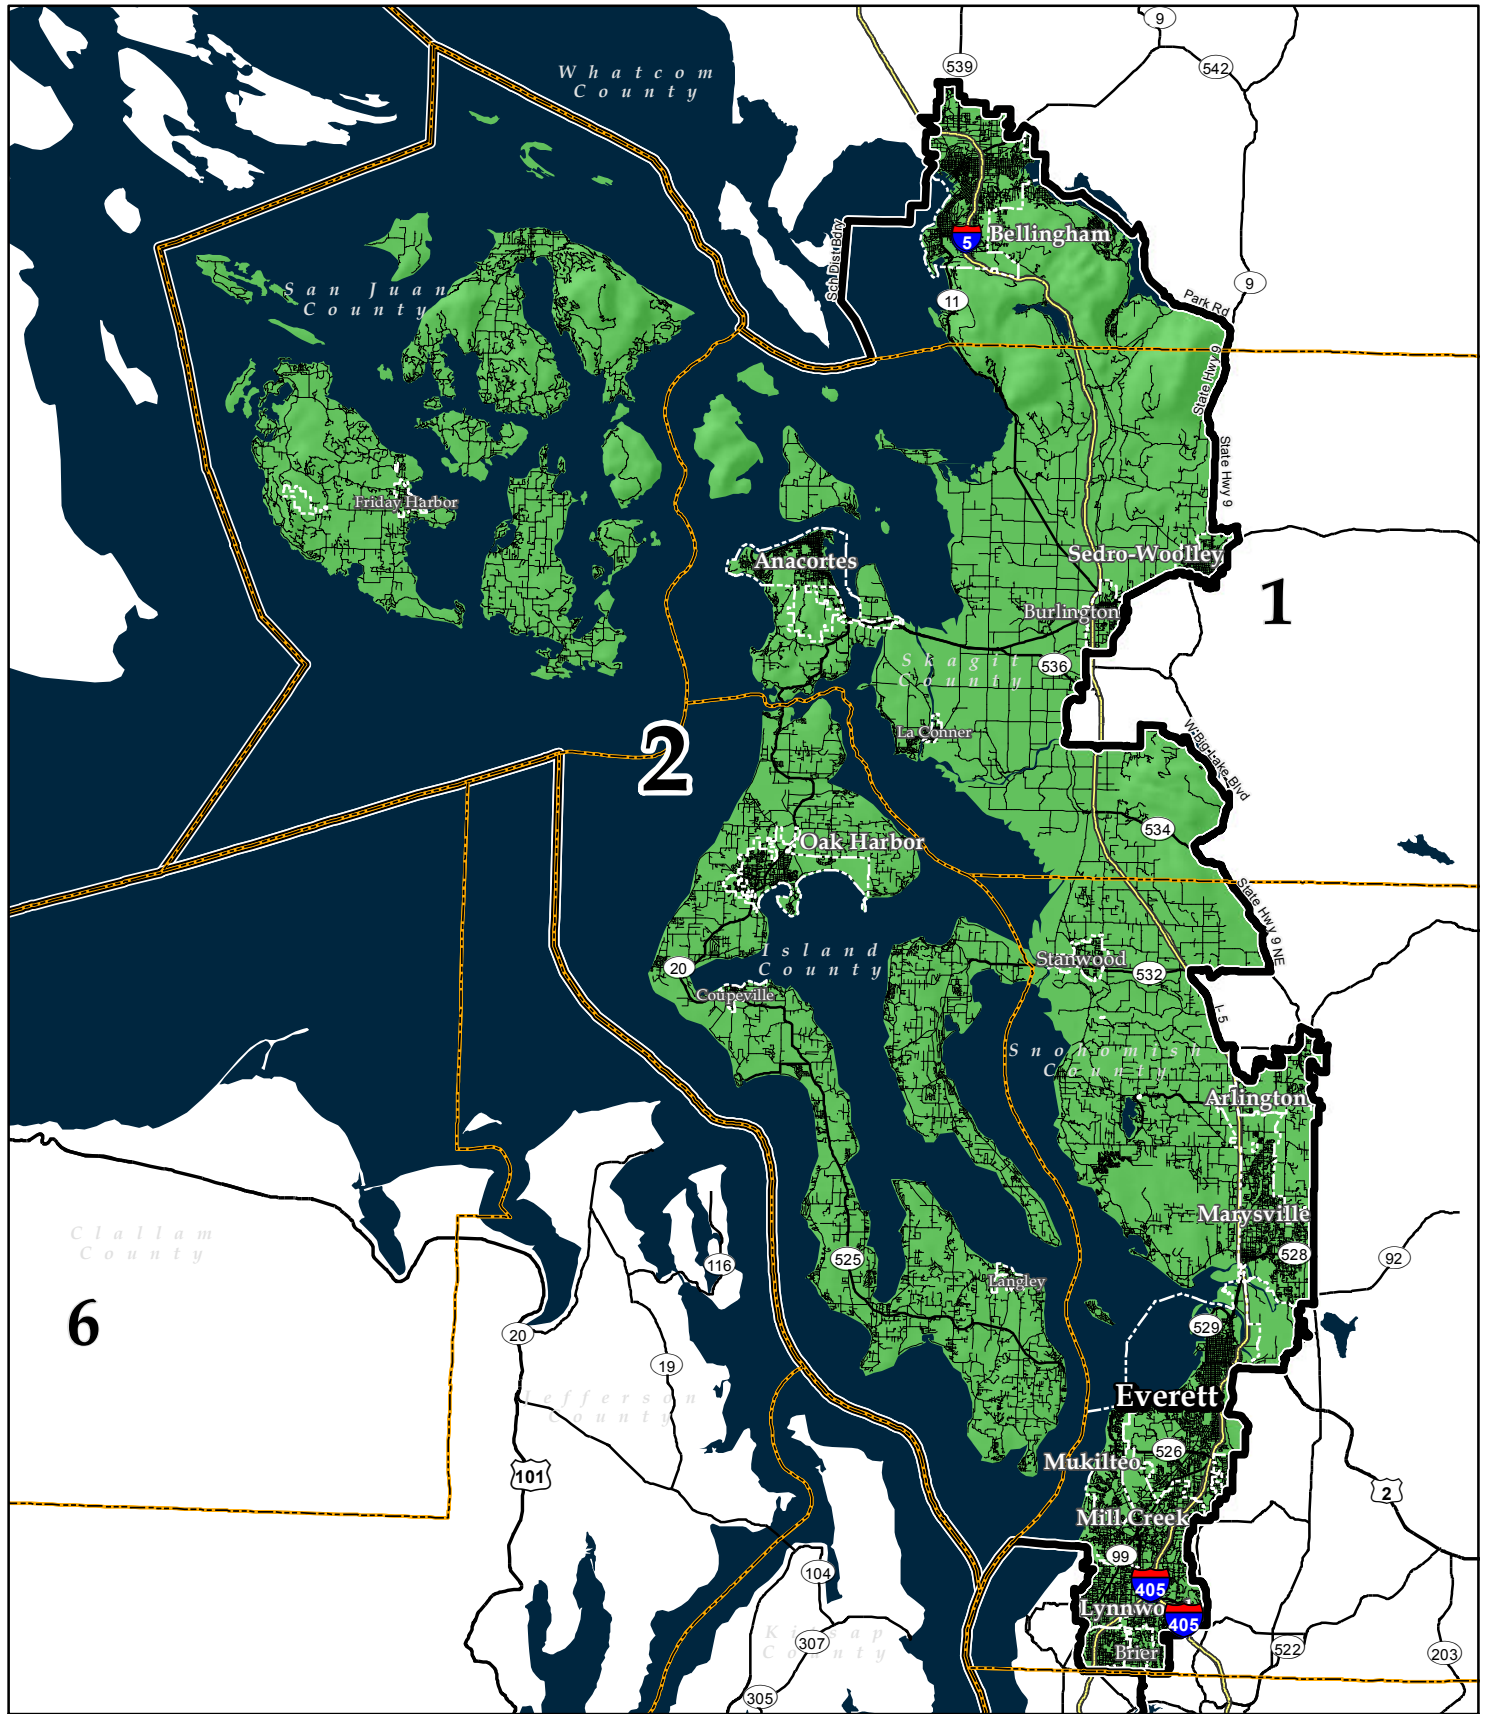 9
539
542
Whatcom
County
Sch Dist Bdry
5
Bellingham
9
11
Park Rd
San Juan
County
State Hwy 9
State Hwy 9
Friday Harbor
Anacortes
Sedro-Woolley
1
Burlington
Skagit
County
536
La Conner
2
W Big Lake Blvd
534
Oak Harbor
State Hwy 9 NE
Island
County
Stanwood
532
20
Coupeville
I-5
Snohomish
County
Arlington
Marysville
Clallam
County
528
92
525
116
Langley
6
20
529
19
Jefferson
County
Everett
526
Mukilteo
101
2
Mill Creek
99
104
405
Lynnwo
405
Kitsap
County
307
522
203
Brier
305